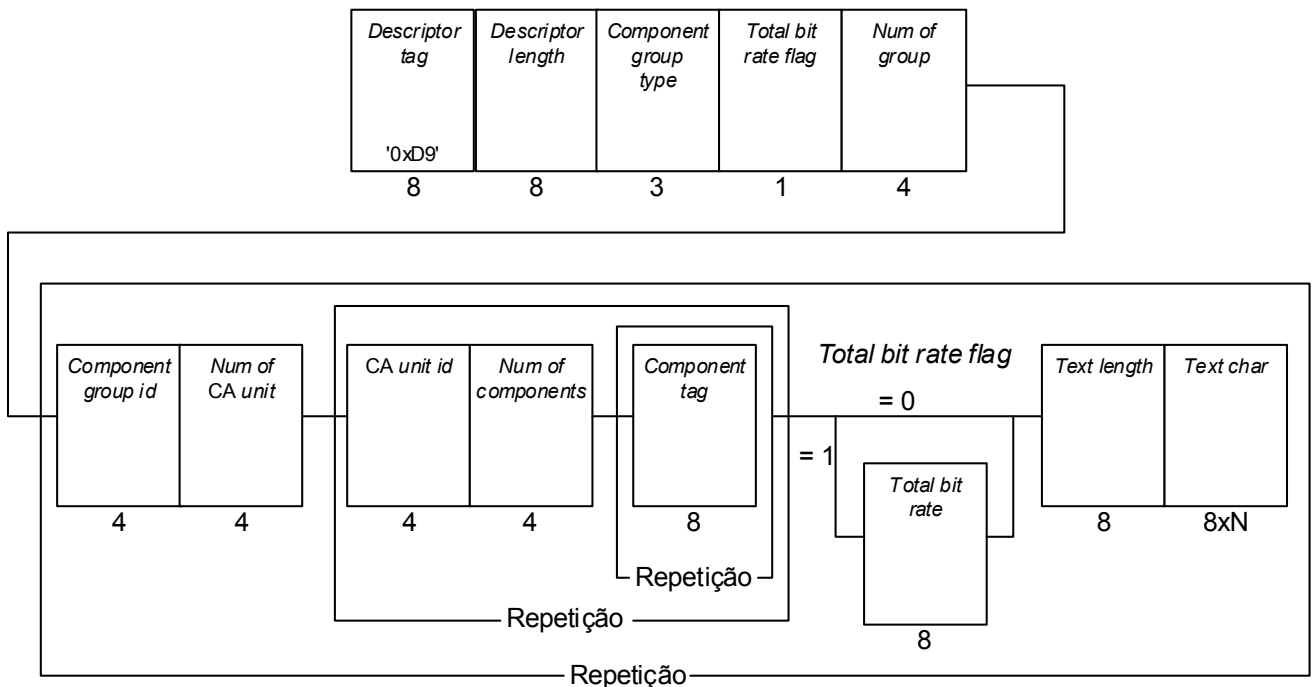 Descriptor
tag
'0xD9'
8
Descriptor
length
8
Component
group
type
3
Total bit
rate flag
1
Num of
group
4
Component
group id
4
Num of
CA unit
4
CA unit id
4
Num of
components
4
Component
tag
8
Repetição
Repetição
Total bit rate flag
= 0
= 1
Total bit
rate
8
Text length
8
Text char
8xN
Repetição